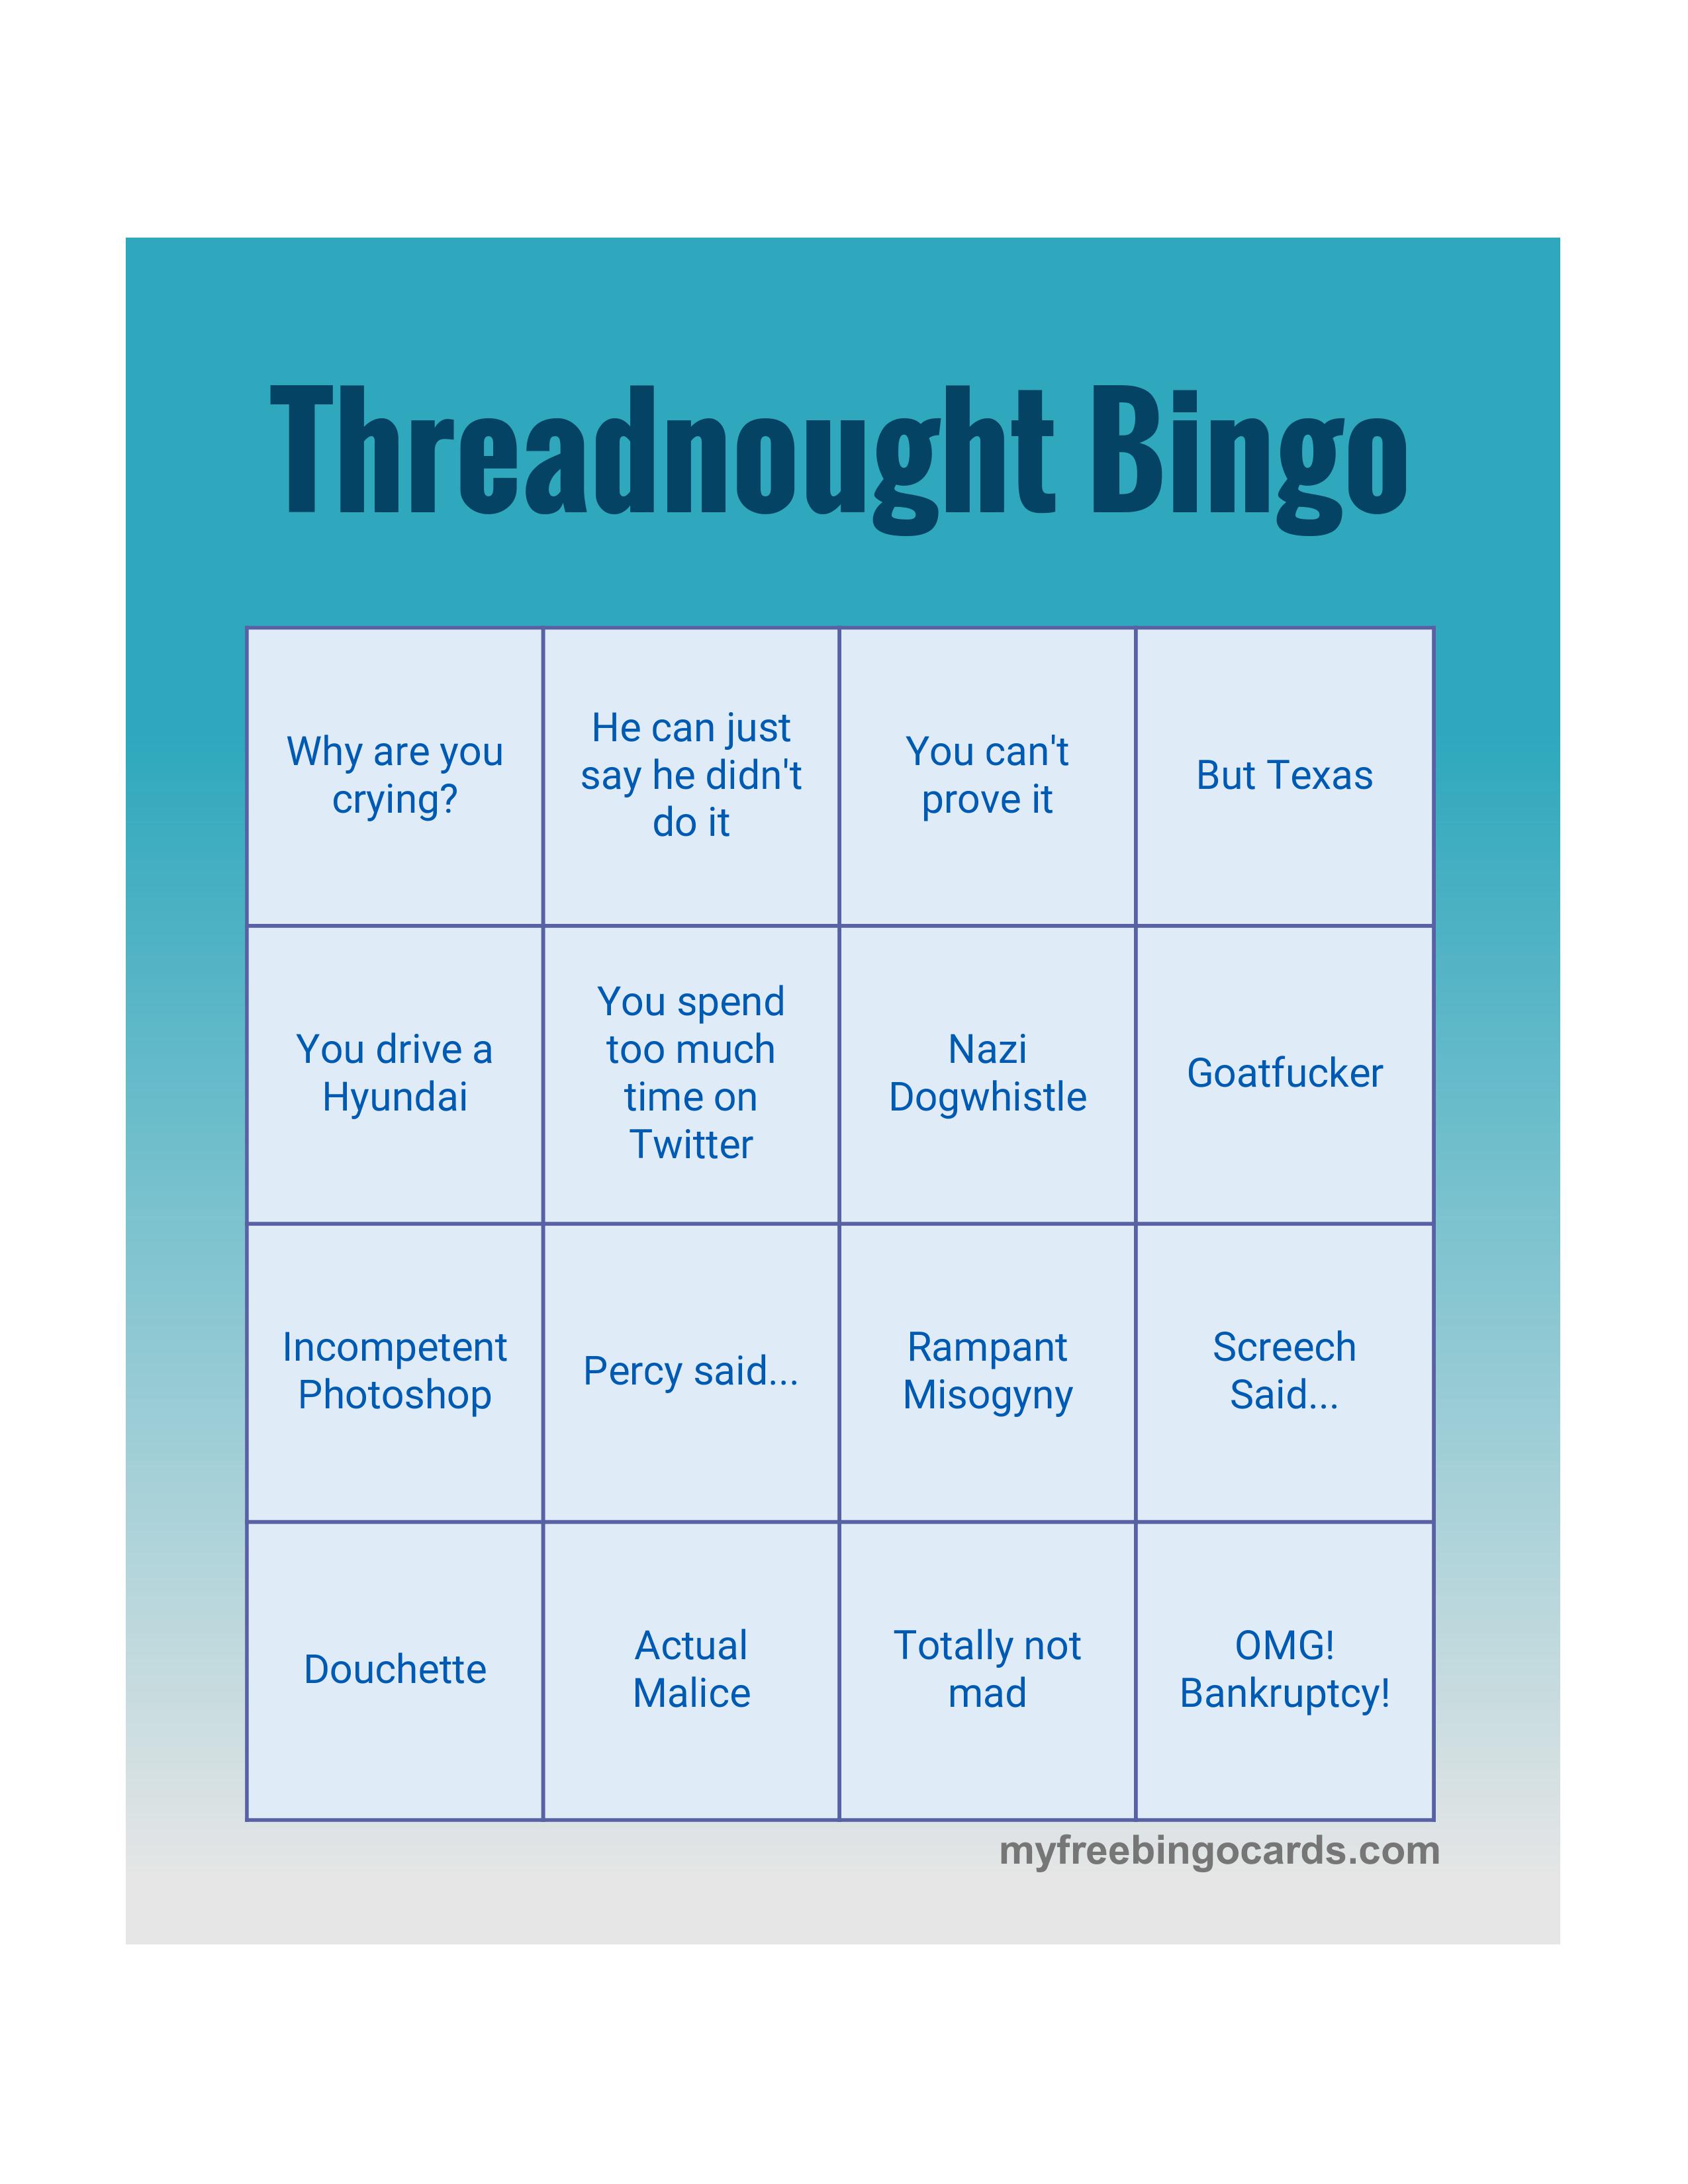 Threadnought Bingo
Why are you
crying?
He can just
say he didn't
do it
You can't
prove it
But Texas
You drive a
Hyundai
You spend
too much
time on
Twitter
Nazi
Dogwhistle
Goatfucker
Incompetent
Photoshop
Percy said...
Rampant
Misogyny
Screech
Said...
Douchette
Actual
Malice
Totally not
mad
OMG!
Bankruptcy!
myfreebingocards.com